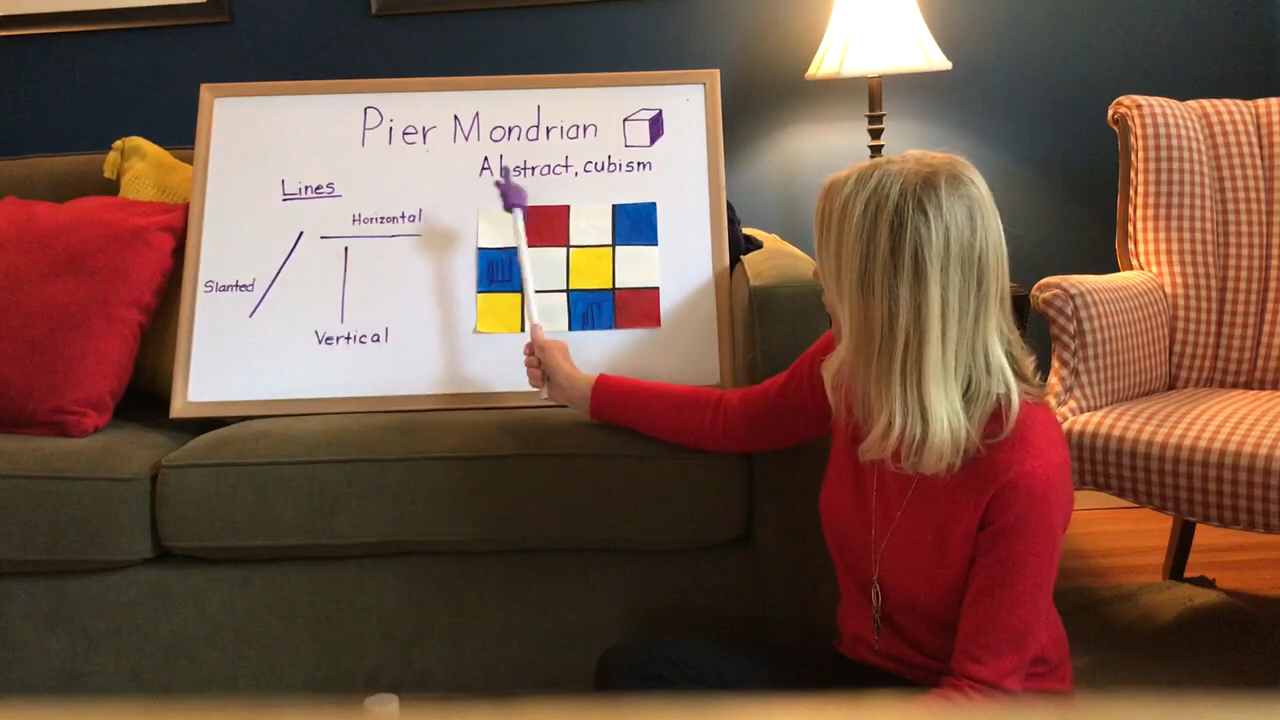 Pier Mondrian
Abstract, cubism
Lines
Horizontal
Slanted
Vertical